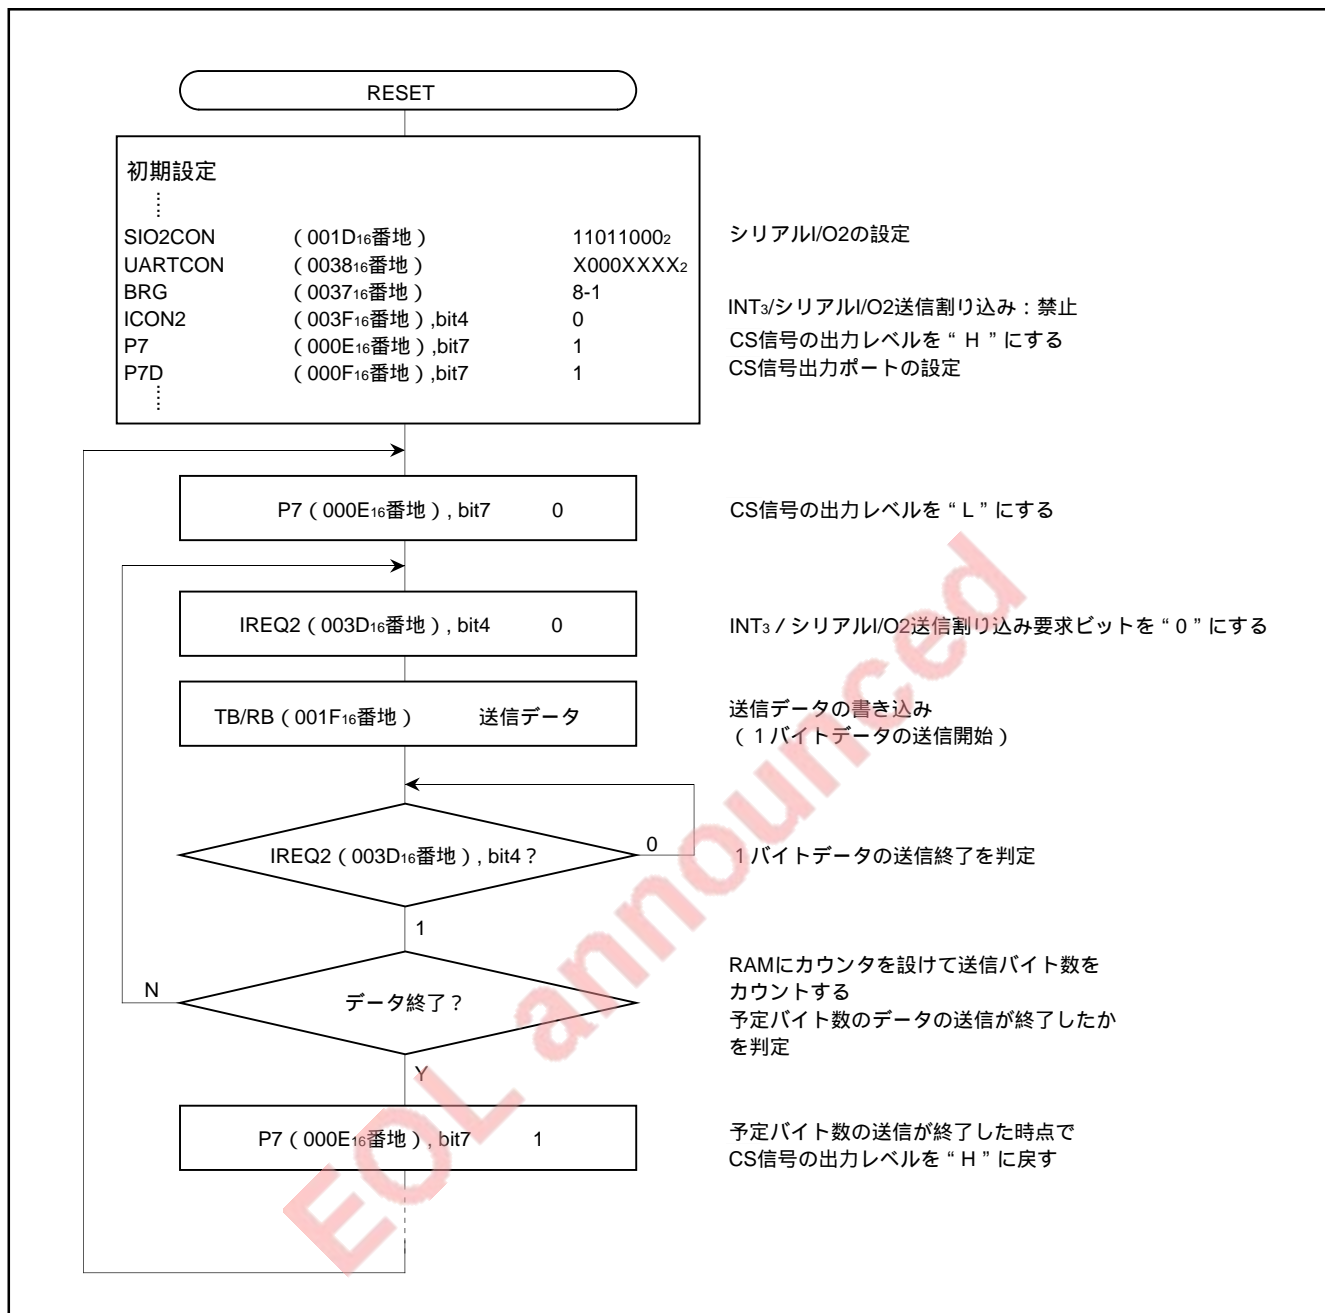 RESET
初期設定
SIO2CON (001D16番地) 110110002
シリアルI/O2の設定
UARTCON (003816番地) X000XXXX2
BRG (003716番地) 8-1
INT3/シリアルI/O2送信割り込み:禁止
ICON2 (003F16番地),bit4 0
CS信号の出力レベルを“H”にする
P7 (000E16番地),bit7 1
CS信号出力ポートの設定
P7D (000F16番地),bit7 1
P7(000E16番地), bit7 0
CS信号の出力レベルを“L”にする
IREQ2(003D16番地), bit4 0
INT3/シリアルI/O2送信割り込み要求ビットを“0”にする
TB/RB(001F16番地) 送信データ
送信データの書き込み
(1バイトデータの送信開始)
IREQ2(003D16番地), bit4?
0
1バイトデータの送信終了を判定
1
データ終了?
N
RAMにカウンタを設けて送信バイト数を
カウントする
予定バイト数のデータの送信が終了したか
を判定
Y
P7(000E16番地), bit7 1
予定バイト数の送信が終了した時点で
CS信号の出力レベルを“H”に戻す
EOL announced